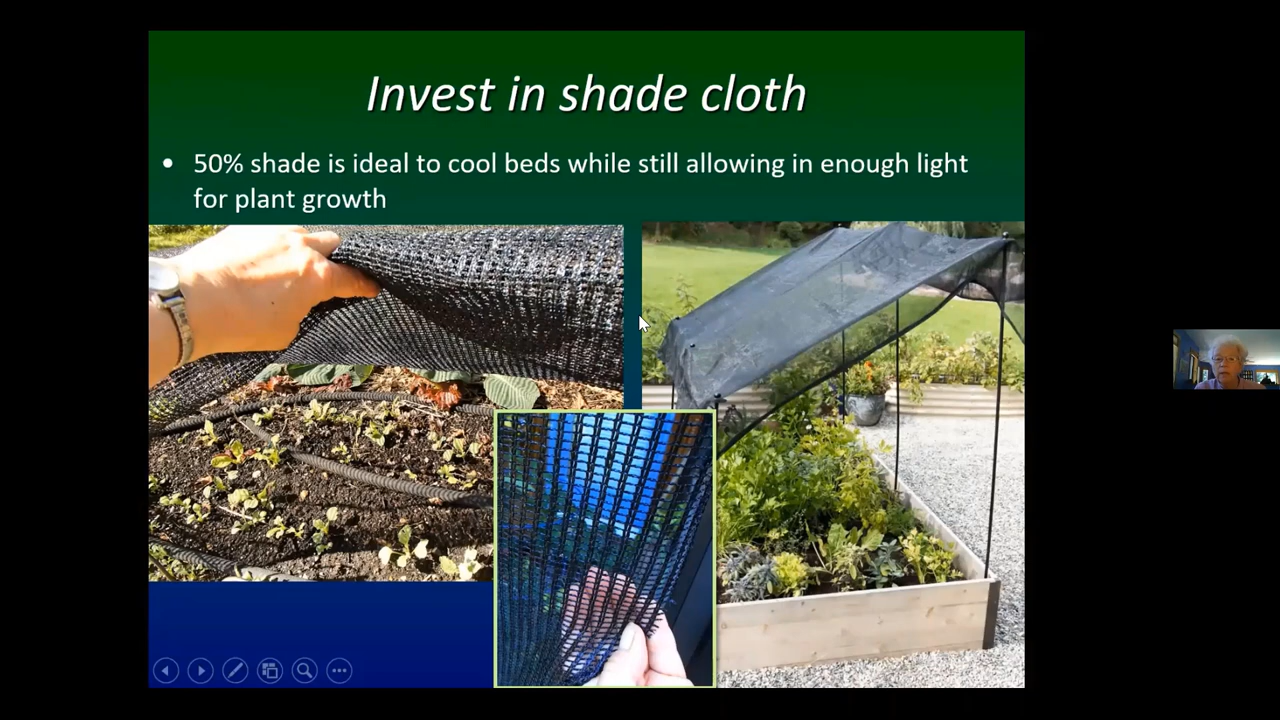 Invest in shade cloth
• 50% shade is ideal to cool beds while still allowing in enough light
for plant growth